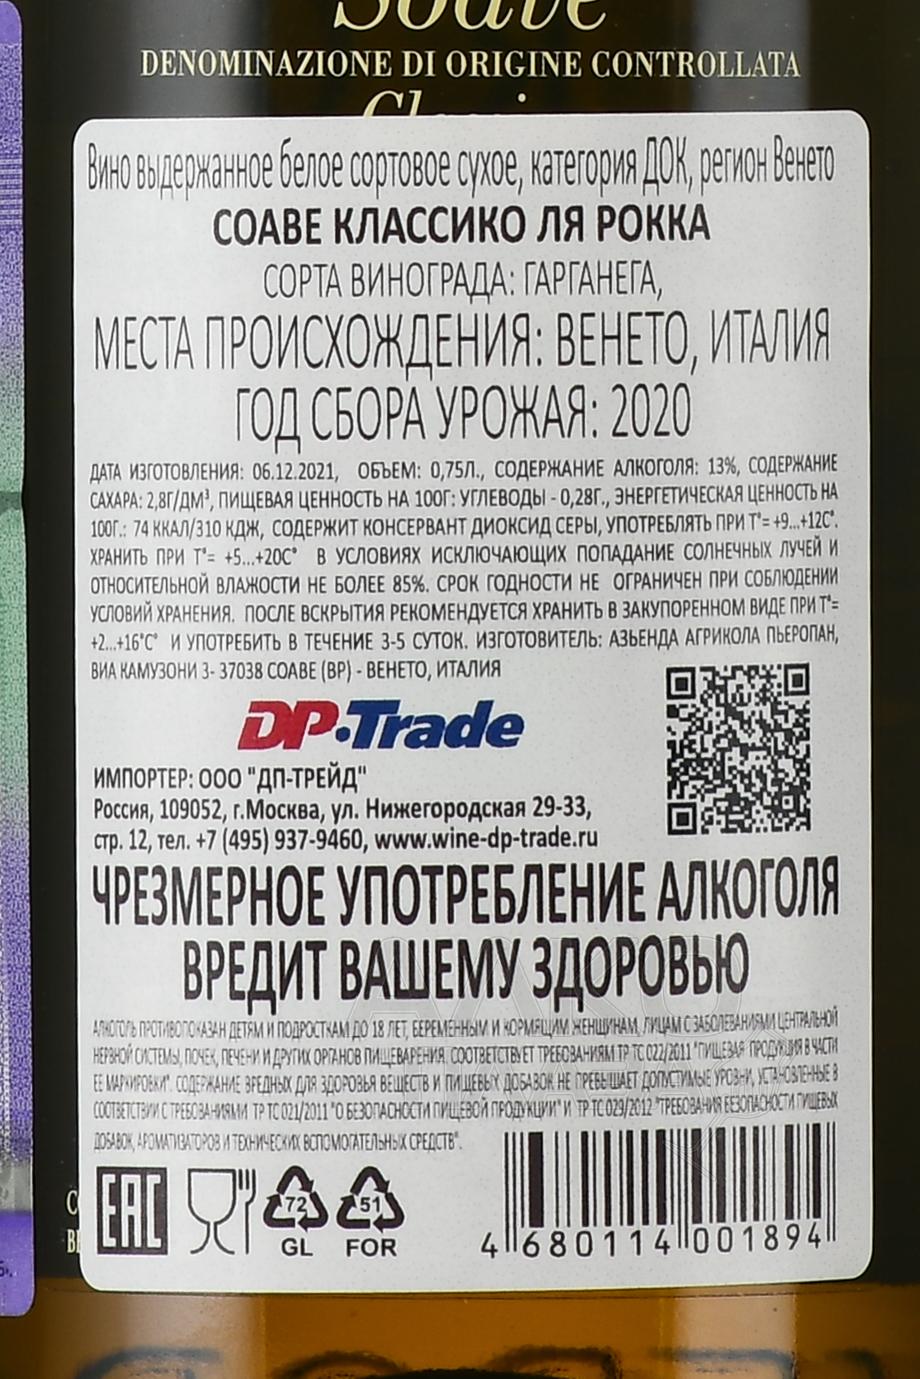 Soave
DENOMINAZIONE DI ORIGINE CONTROLLATA
Вино выдержанное белое сортовое сухое, категория ДОК, регион Венето
СОАВЕ КЛАССИКО ЛЯ РОККА
СОРТА ВИНОГРАДА: ГАРГАНЕГА,
МЕСТА ПРОИСХОЖДЕНИЯ: ВЕНЕТО, ИТАЛИЯ
ГОД СБОРА УРОЖАЯ: 2020
ДАТА ИЗГОТОВЛЕНИЯ: 06.12.2021, ОБЪЕМ: 0,75Л., СОДЕРЖАНИЕ АЛКОГОЛЯ: 13%, СОДЕРЖАНИЕ
САХАРА: 2,8Г/ДМ³, ПИЩЕВАЯ ЦЕННОСТЬ НА 100Г: УГЛЕВОДЫ - 0,28Г., ЭНЕРГЕТИЧЕСКАЯ ЦЕННОСТЬ НА
100Г.: 74 ККАЛ/310 КДЖ, СОДЕРЖИТ КОНСЕРВАНТ ДИОКСИД СЕРЫ, УПОТРЕБЛЯТЬ ПРИ Т°= +9...+12С°.
ХРАНИТЬ ПРИ Т°= +5...+20С° В УСЛОВИЯХ ИСКЛЮЧАЮЩИХ ПОПАДАНИЕ СОЛНЕЧНЫХ ЛУЧЕЙ И
ОТНОСИТЕЛЬНОЙ ВЛАЖНОСТИ НЕ БОЛЕЕ 85%. СРОК ГОДНОСТИ НЕ ОГРАНИЧЕН ПРИ СОБЛЮДЕНИИ
УСЛОВИЙ ХРАНЕНИЯ. ПОСЛЕ ВСКРЫТИЯ РЕКОМЕНДУЕТСЯ ХРАНИТЬ В ЗАКУПОРЕННОМ ВИДЕ ПРИ Т°=
+2...+16°С° И УПОТРЕБИТЬ В ТЕЧЕНИЕ 3-5 СУТОК. ИЗГОТОВИТЕЛЬ: АЗЬЕНДА АГРИКОЛА ПЬЕРОПАН,
ВИА КАМУЗОНИ 3- 37038 СОАВЕ (ВР) - ВЕНЕТО, ИТАЛИЯ
DP·Trade
ИМПОРТЕР: ООО "ДП-ТРЕЙД"
Россия, 109052, г.Москва, ул. Нижегородская 29-33,
стр. 12, тел. +7 (495) 937-9460, www.wine-dp-trade.ru
ЧРЕЗМЕРНОЕ УПОТРЕБЛЕНИЕ АЛКОГОЛЯ
ВРЕДИТ ВАШЕМУ ЗДОРОВЬЮ
АЛКОГОЛЬ ПРОТИВОПОКАЗАН ДЕТЯМ И ПОДРОСТКАМ ДО 18 ЛЕТ, БЕРЕМЕННЫМ И КОРМЯЩИМ ЖЕНЩИНАМ, ЛИЦАМ С ЗАБОЛЕВАНИЯМИ ЦЕНТРАЛЬНОЙ
НЕРВНОЙ СИСТЕМЫ, ПОЧЕК, ПЕЧЕНИ И ДРУГИХ ОРГАНОВ ПИЩЕВАРЕНИЯ. СООТВЕТСТВУЕТ ТРЕБОВАНИЯМ ТР ТС 022/2011 "ПИЩЕВАЯ ПРОДУКЦИЯ В ЧАСТИ
ЕЕ МАРКИРОВКИ". СОДЕРЖАНИЕ ВРЕДНЫХ ДЛЯ ЗДОРОВЬЯ ВЕЩЕСТВ И ПИЩЕВЫХ ДОБАВОК НЕ ПРЕВЫШАЕТ ДОПУСТИМЫЕ УРОВНИ, УСТАНОВЛЕННЫЕ В
СООТВЕТСТВИИ С ТРЕБОВАНИЯМИ ТР ТС 021/2011 "О БЕЗОПАСНОСТИ ПИЩЕВОЙ ПРОДУКЦИИ" И ТР ТС 029/2012 "ТРЕБОВАНИЯ БЕЗОПАСНОСТИ ПИЩЕВЫХ
ДОБАВОК, АРОМАТИЗАТОРОВ И ТЕХНИЧЕСКИХ ВСПОМОГАТЕЛЬНЫХ СРЕДСТВ".
EAC
72 51
GL FOR
4 680114 001894